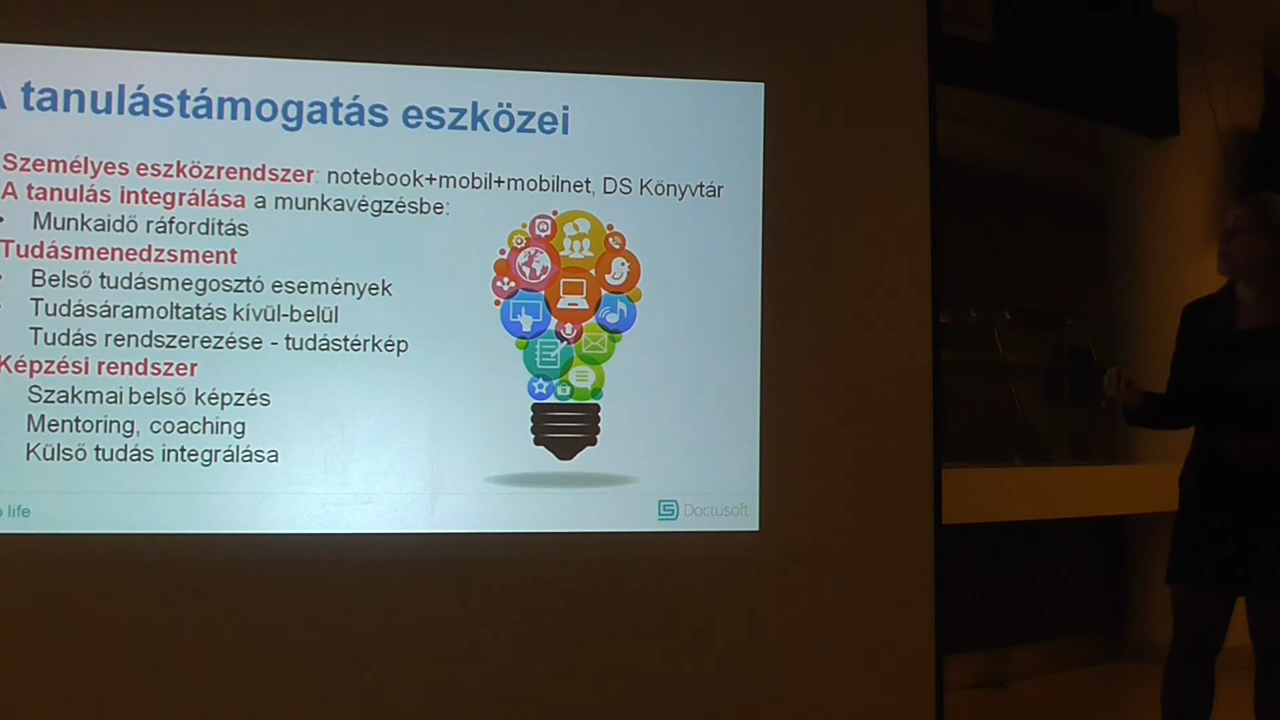 A tanulástámogatás eszközei
Személyes eszközrendszer: notebook+mobil+mobilnet, DS Könyvtár
A tanulás integrálása a munkavégzésbe:
• Munkaidő ráfordítás
Tudásmenedzsment
• Belső tudásmegosztó események
• Tudásáramoltatás kívül-belül
Tudás rendszerezése - tudástérkép
Képzési rendszer
Szakmai belső képzés
Mentoring, coaching
Külső tudás integrálása
life
Doctusoft